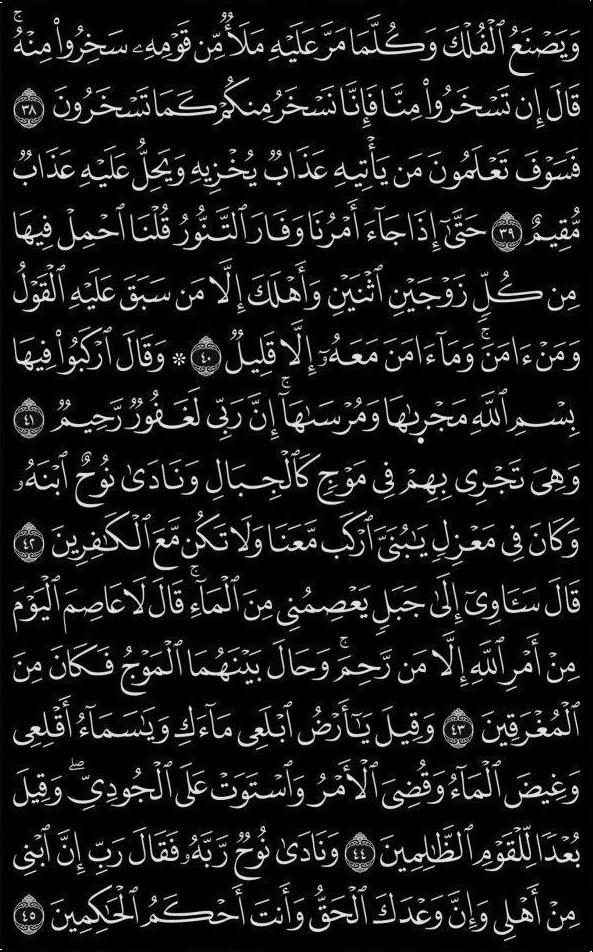 وَيَصْنَعُ ٱلْفُلْكَ وَكُلَّمَا مَرَّ عَلَيْهِ مَلَأٌ مِّن قَوْمِهِۦ سَخِرُوا۟ مِنْهُ ۚ
قَالَ إِن تَسْخَرُوا۟ مِنَّا فَإِنَّا نَسْخَرُ مِنكُمْ كَمَا تَسْخَرُونَ ٣٨
فَسَوْفَ تَعْلَمُونَ مَن يَأْتِيهِ عَذَابٌ يُخْزِيهِ وَيَحِلُّ عَلَيْهِ عَذَابٌ
مُّقِيمٌ ٣٩ حَتَّىٰٓ إِذَا جَآءَ أَمْرُنَا وَفَارَ ٱلتَّنُّورُ قُلْنَا ٱحْمِلْ فِيهَا
مِن كُلٍّ زَوْجَيْنِ ٱثْنَيْنِ وَأَهْلَكَ إِلَّا مَن سَبَقَ عَلَيْهِ ٱلْقَوْلُ
وَمَنْ ءَامَنَ ۚ وَمَآ ءَامَنَ مَعَهُۥٓ إِلَّا قَلِيلٌ ٤٠ ۞ وَقَالَ ٱرْكَبُوا۟ فِيهَا
بِسْمِ ٱللَّهِ مَجْر۪ىٰهَا وَمُرْسَىٰهَآ ۚ إِنَّ رَبِّى لَغَفُورٌ رَّحِيمٌ ٤١
وَهِىَ تَجْرِى بِهِمْ فِى مَوْجٍ كَٱلْجِبَالِ وَنَادَىٰ نُوحٌ ٱبْنَهُۥ
وَكَانَ فِى مَعْزِلٍ يَٰبُنَىَّ ٱرْكَب مَّعَنَا وَلَا تَكُن مَّعَ ٱلْكَٰفِرِينَ ٤٢
قَالَ سَـَٔاوِىٓ إِلَىٰ جَبَلٍ يَعْصِمُنِى مِنَ ٱلْمَآءِ ۚ قَالَ لَا عَاصِمَ ٱلْيَوْمَ
مِنْ أَمْرِ ٱللَّهِ إِلَّا مَن رَّحِمَ ۚ وَحَالَ بَيْنَهُمَا ٱلْمَوْجُ فَكَانَ مِنَ
ٱلْمُغْرَقِينَ ٤٣ وَقِيلَ يَٰٓأَرْضُ ٱبْلَعِى مَآءَكِ وَيَٰسَمَآءُ أَقْلِعِى
وَغِيضَ ٱلْمَآءُ وَقُضِىَ ٱلْأَمْرُ وَٱسْتَوَتْ عَلَى ٱلْجُودِىِّ ۖ وَقِيلَ
بُعْدًا لِّلْقَوْمِ ٱلظَّٰلِمِينَ ٤٤ وَنَادَىٰ نُوحٌ رَّبَّهُۥ فَقَالَ رَبِّ إِنَّ ٱبْنِى
مِنْ أَهْلِى وَإِنَّ وَعْدَكَ ٱلْحَقُّ وَأَنتَ أَحْكَمُ ٱلْحَٰكِمِينَ ٤٥